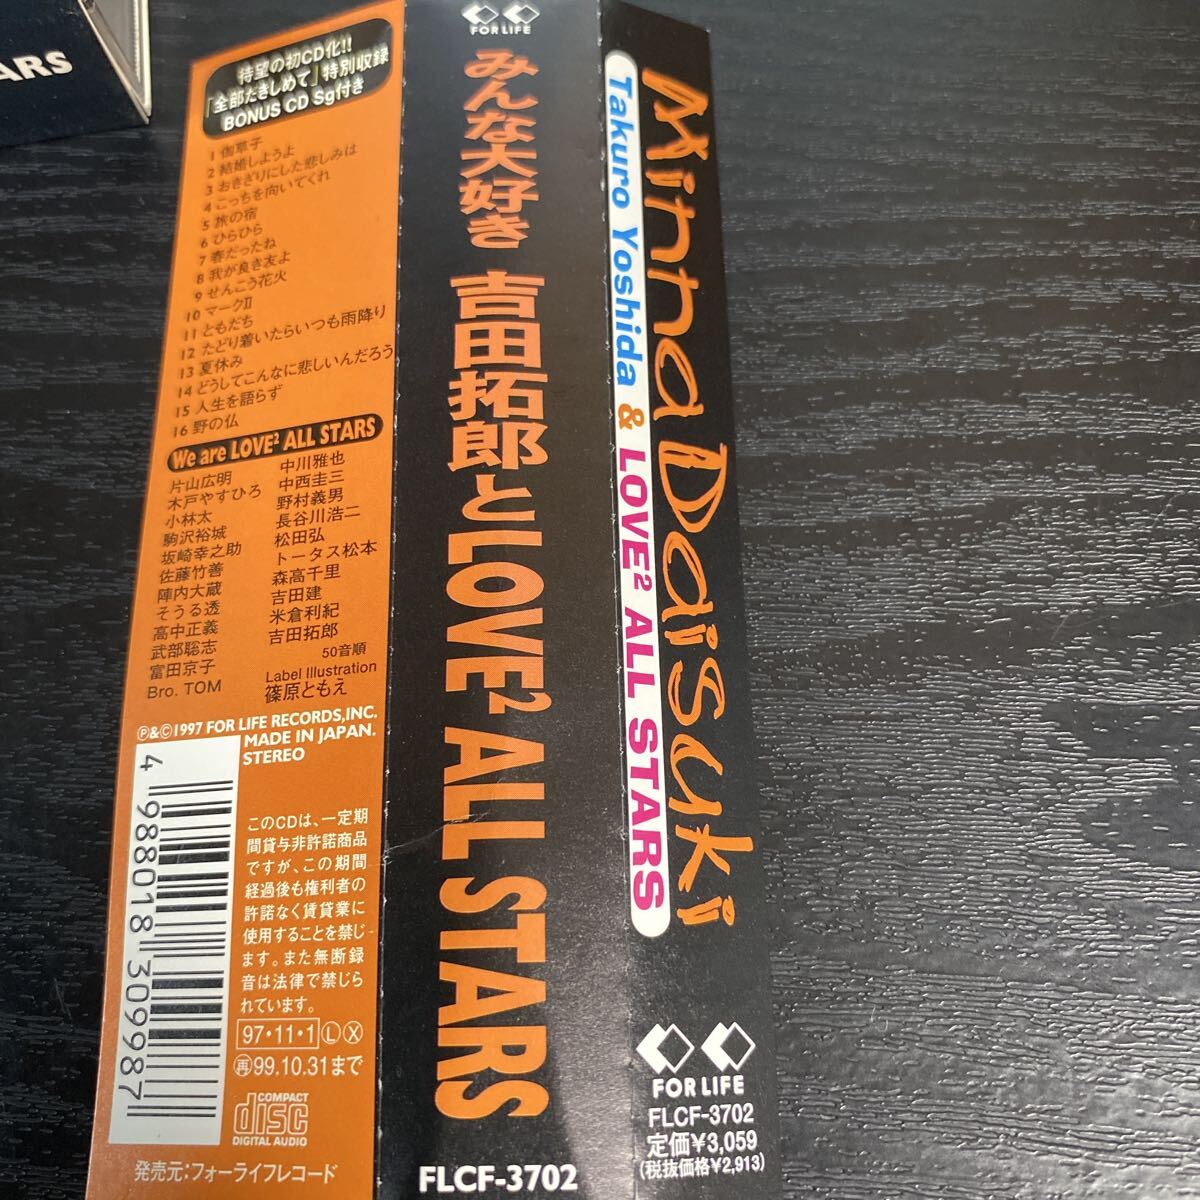 ARS
待望の初CD化!!
「全部だきしめて」特別収録
BONUS CD Sg付き
1 伽草子
2 結婚しようよ
3 おきざりにした悲しみは
4 こっちを向いてくれ
5 旅の宿
6 ひらひら
7 春だったね
8 我が良き友よ
9 せんこう花火
10 マークⅡ
11 ともだち
12 たどり着いたらいつも雨降り
13 夏休み
14 どうしてこんなに悲しいんだろう
15 人生を語らず
16 野の仏
We are LOVE² ALL STARS
片山広明
木戸やすひろ
小林太
駒沢裕城
坂崎幸之助
佐藤竹善
陣内大蔵
そうる透
高中正義
武部聡志
富田京子
Bro. TOM
中川雅也
中西圭三
野村義男
長谷川浩二
松田弘
トータス松本
森高千里
吉田建
米倉利紀
吉田拓郎
50音順
Label Illustration
篠原ともえ
Ⓟ&Ⓒ1997 FOR LIFE RECORDS,INC.
MADE IN JAPAN.
STEREO
4 988018 309987
このCDは、一定期
間貸与非許諾商品
ですが、この期間
経過後も権利者の
許諾なく賃貸業に
使用することを禁じ
ます。また無断録
音は法律で禁じら
れています。
97・11・1 Ⓛ Ⓧ
㊢99.10.31まで
COMPACT
disc
DIGITAL AUDIO
発売元:フォーライフレコード
FOR LIFE
みんな大好き 吉田拓郎とLOVE² ALL STARS
FLCF-3702
Minna Daisuki
Takuro Yoshida & LOVE² ALL STARS
FOR LIFE
FLCF-3702
定価¥3,059
(税抜価格¥2,913)